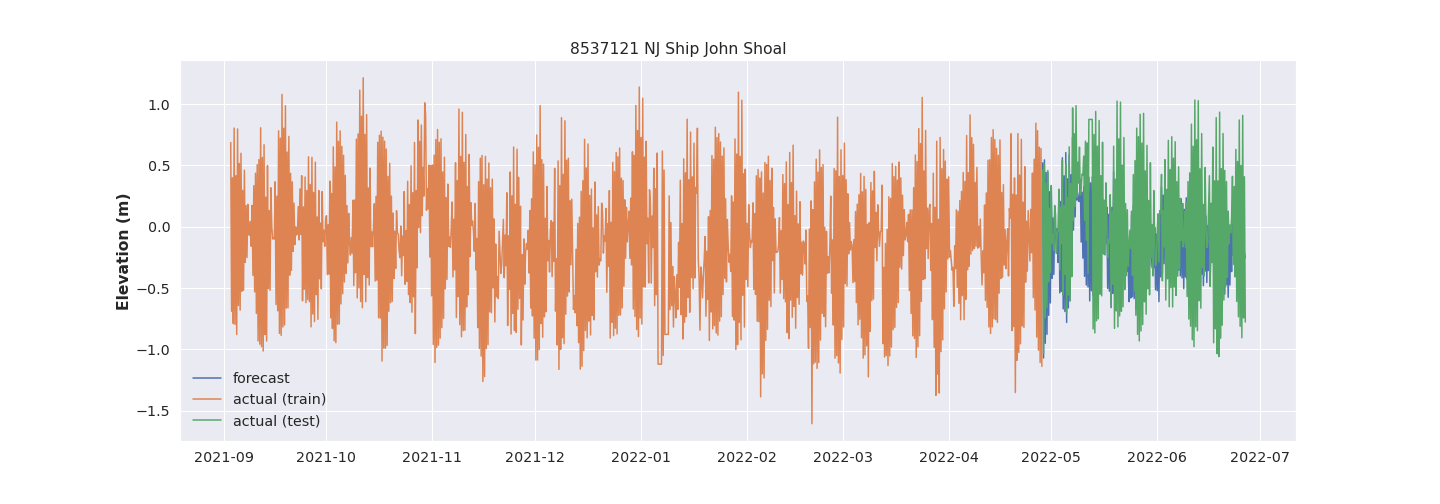 8537121 NJ Ship John Shoal
Elevation (m)
1.0
0.5
0.0
−0.5
−1.0
−1.5
forecast
actual (train)
actual (test)
2021-09 2021-10 2021-11 2021-12 2022-01 2022-02 2022-03 2022-04 2022-05 2022-06 2022-07